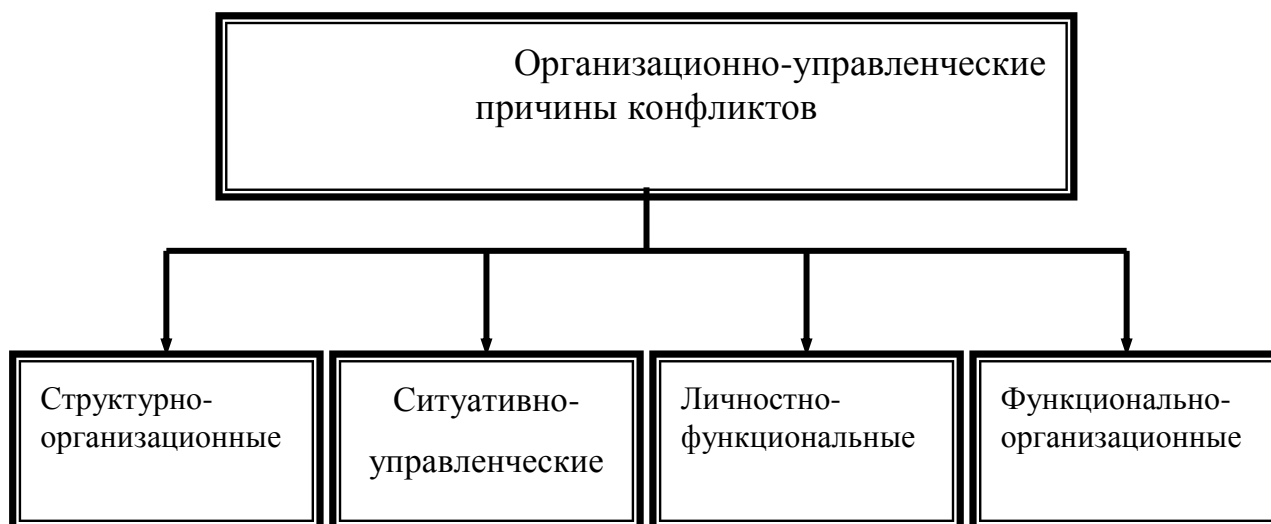 Организационно-управленческие
причины конфликтов
Структурно-
организационные
Ситуативно-
управленческие
Личностно-
функциональные
Функционально-
организационные